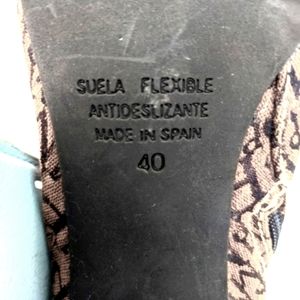 SUELA FLEXIBLE
ANTIDESLIZANTE
MADE IN SPAIN
40